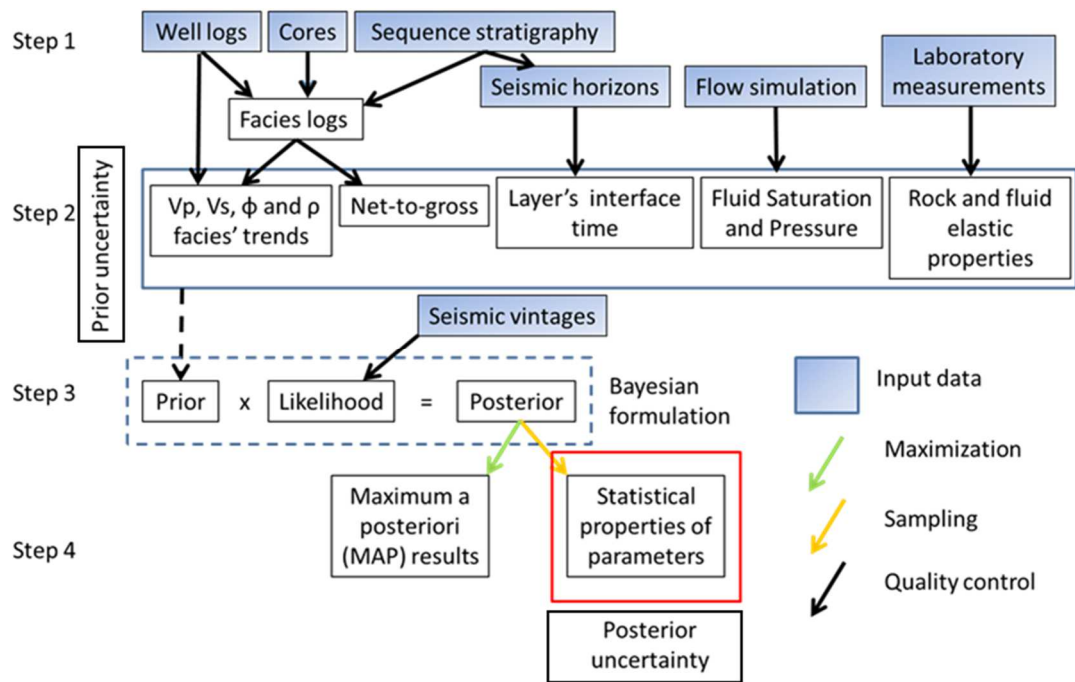 Step 1
Well logs
Cores
Sequence stratigraphy
Seismic horizons
Flow simulation
Laboratory
measurements
Facies logs
Prior uncertainty
Step 2
Vp, Vs, ϕ and ρ
facies' trends
Net-to-gross
Layer's interface
time
Fluid Saturation
and Pressure
Rock and fluid
elastic
properties
Seismic vintages
Step 3
Prior x Likelihood = Posterior
Bayesian
formulation
Step 4
Maximum a
posteriori
(MAP) results
Statistical
properties of
parameters
Posterior
uncertainty
Input data
Maximization
Sampling
Quality control